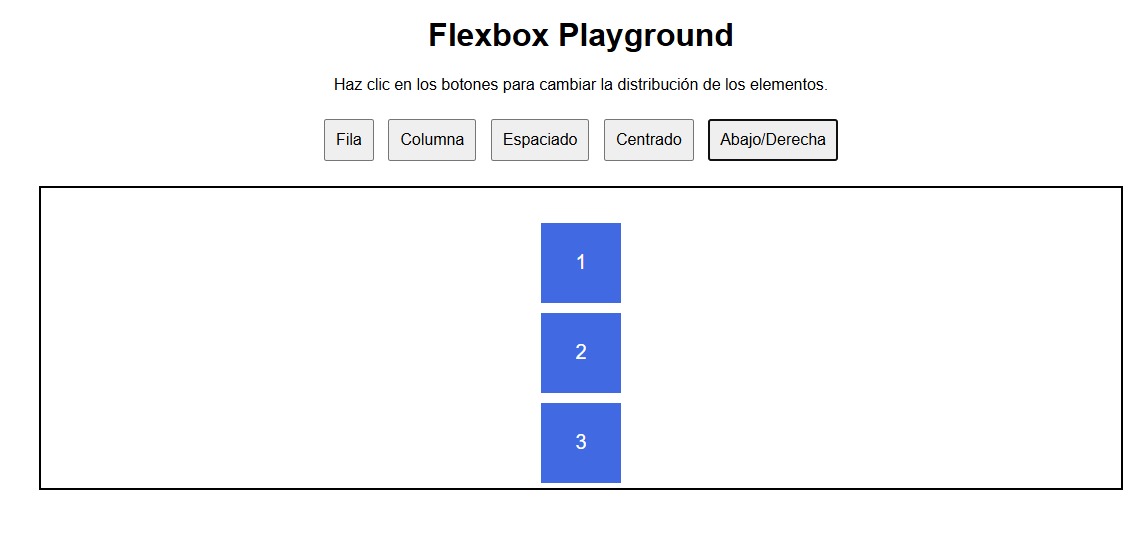 Flexbox Playground
Haz clic en los botones para cambiar la distribución de los elementos.
Fila Columna Espaciado Centrado Abajo/Derecha
1
2
3